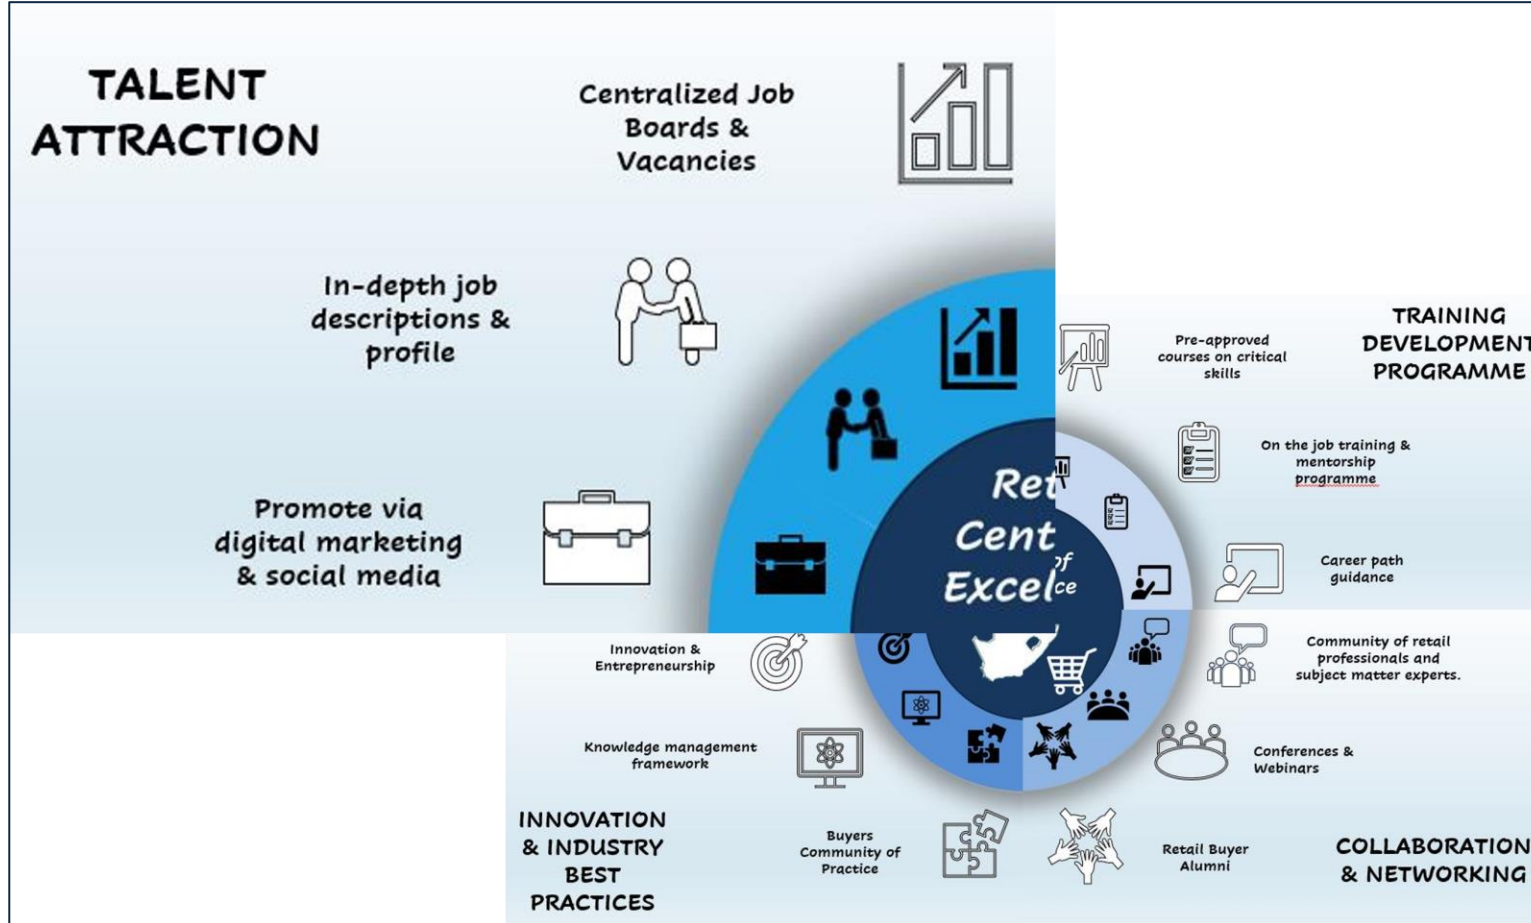 TALENT
ATTRACTION
Centralized Job
Boards &
Vacancies
In-depth job
descriptions &
profile
Promote via
digital marketing
& social media
TRAINING
DEVELOPMENT
PROGRAMME
Pre-approved
courses on critical
skills
On the job training &
mentorship
programme
Career path
guidance
Ret
Cent
of
Excel
ce
Innovation &
Entrepreneurship
Knowledge management
framework
Buyers
Community of
Practice
INNOVATION
& INDUSTRY
BEST
PRACTICES
Community of retail
professionals and
subject matter experts.
Conferences &
Webinars
Retail Buyer
Alumni
COLLABORATION
& NETWORKING